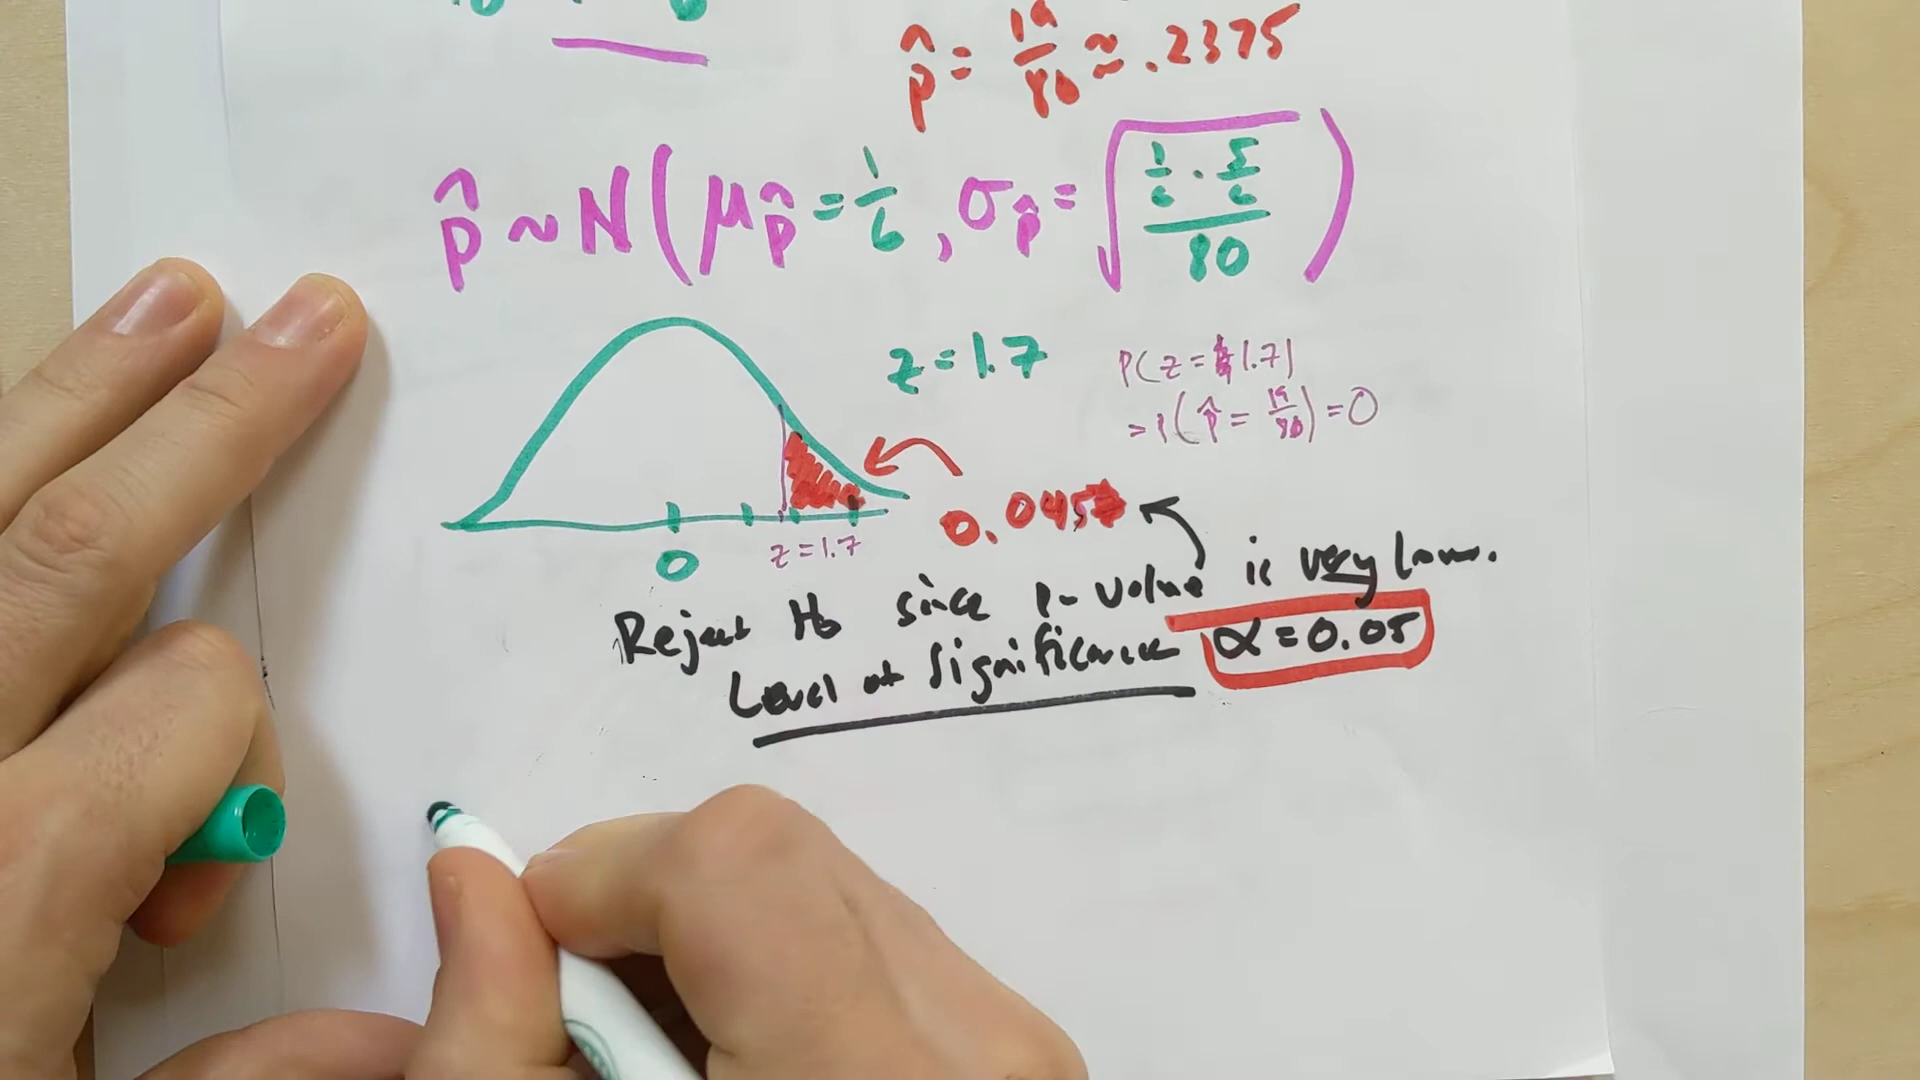 p̂ = 19/80 ≈ .2375
p̂ ~ N(μp̂ = 1/6, σp̂ = √(1/6 · 5/6 / 80))
z = 1.7
P(z = 1.7)
= P(p̂ = 19/80) = 0
0.045
0
z = 1.7
Reject H₀ since p-value is very low.
Level of Significance α = 0.05